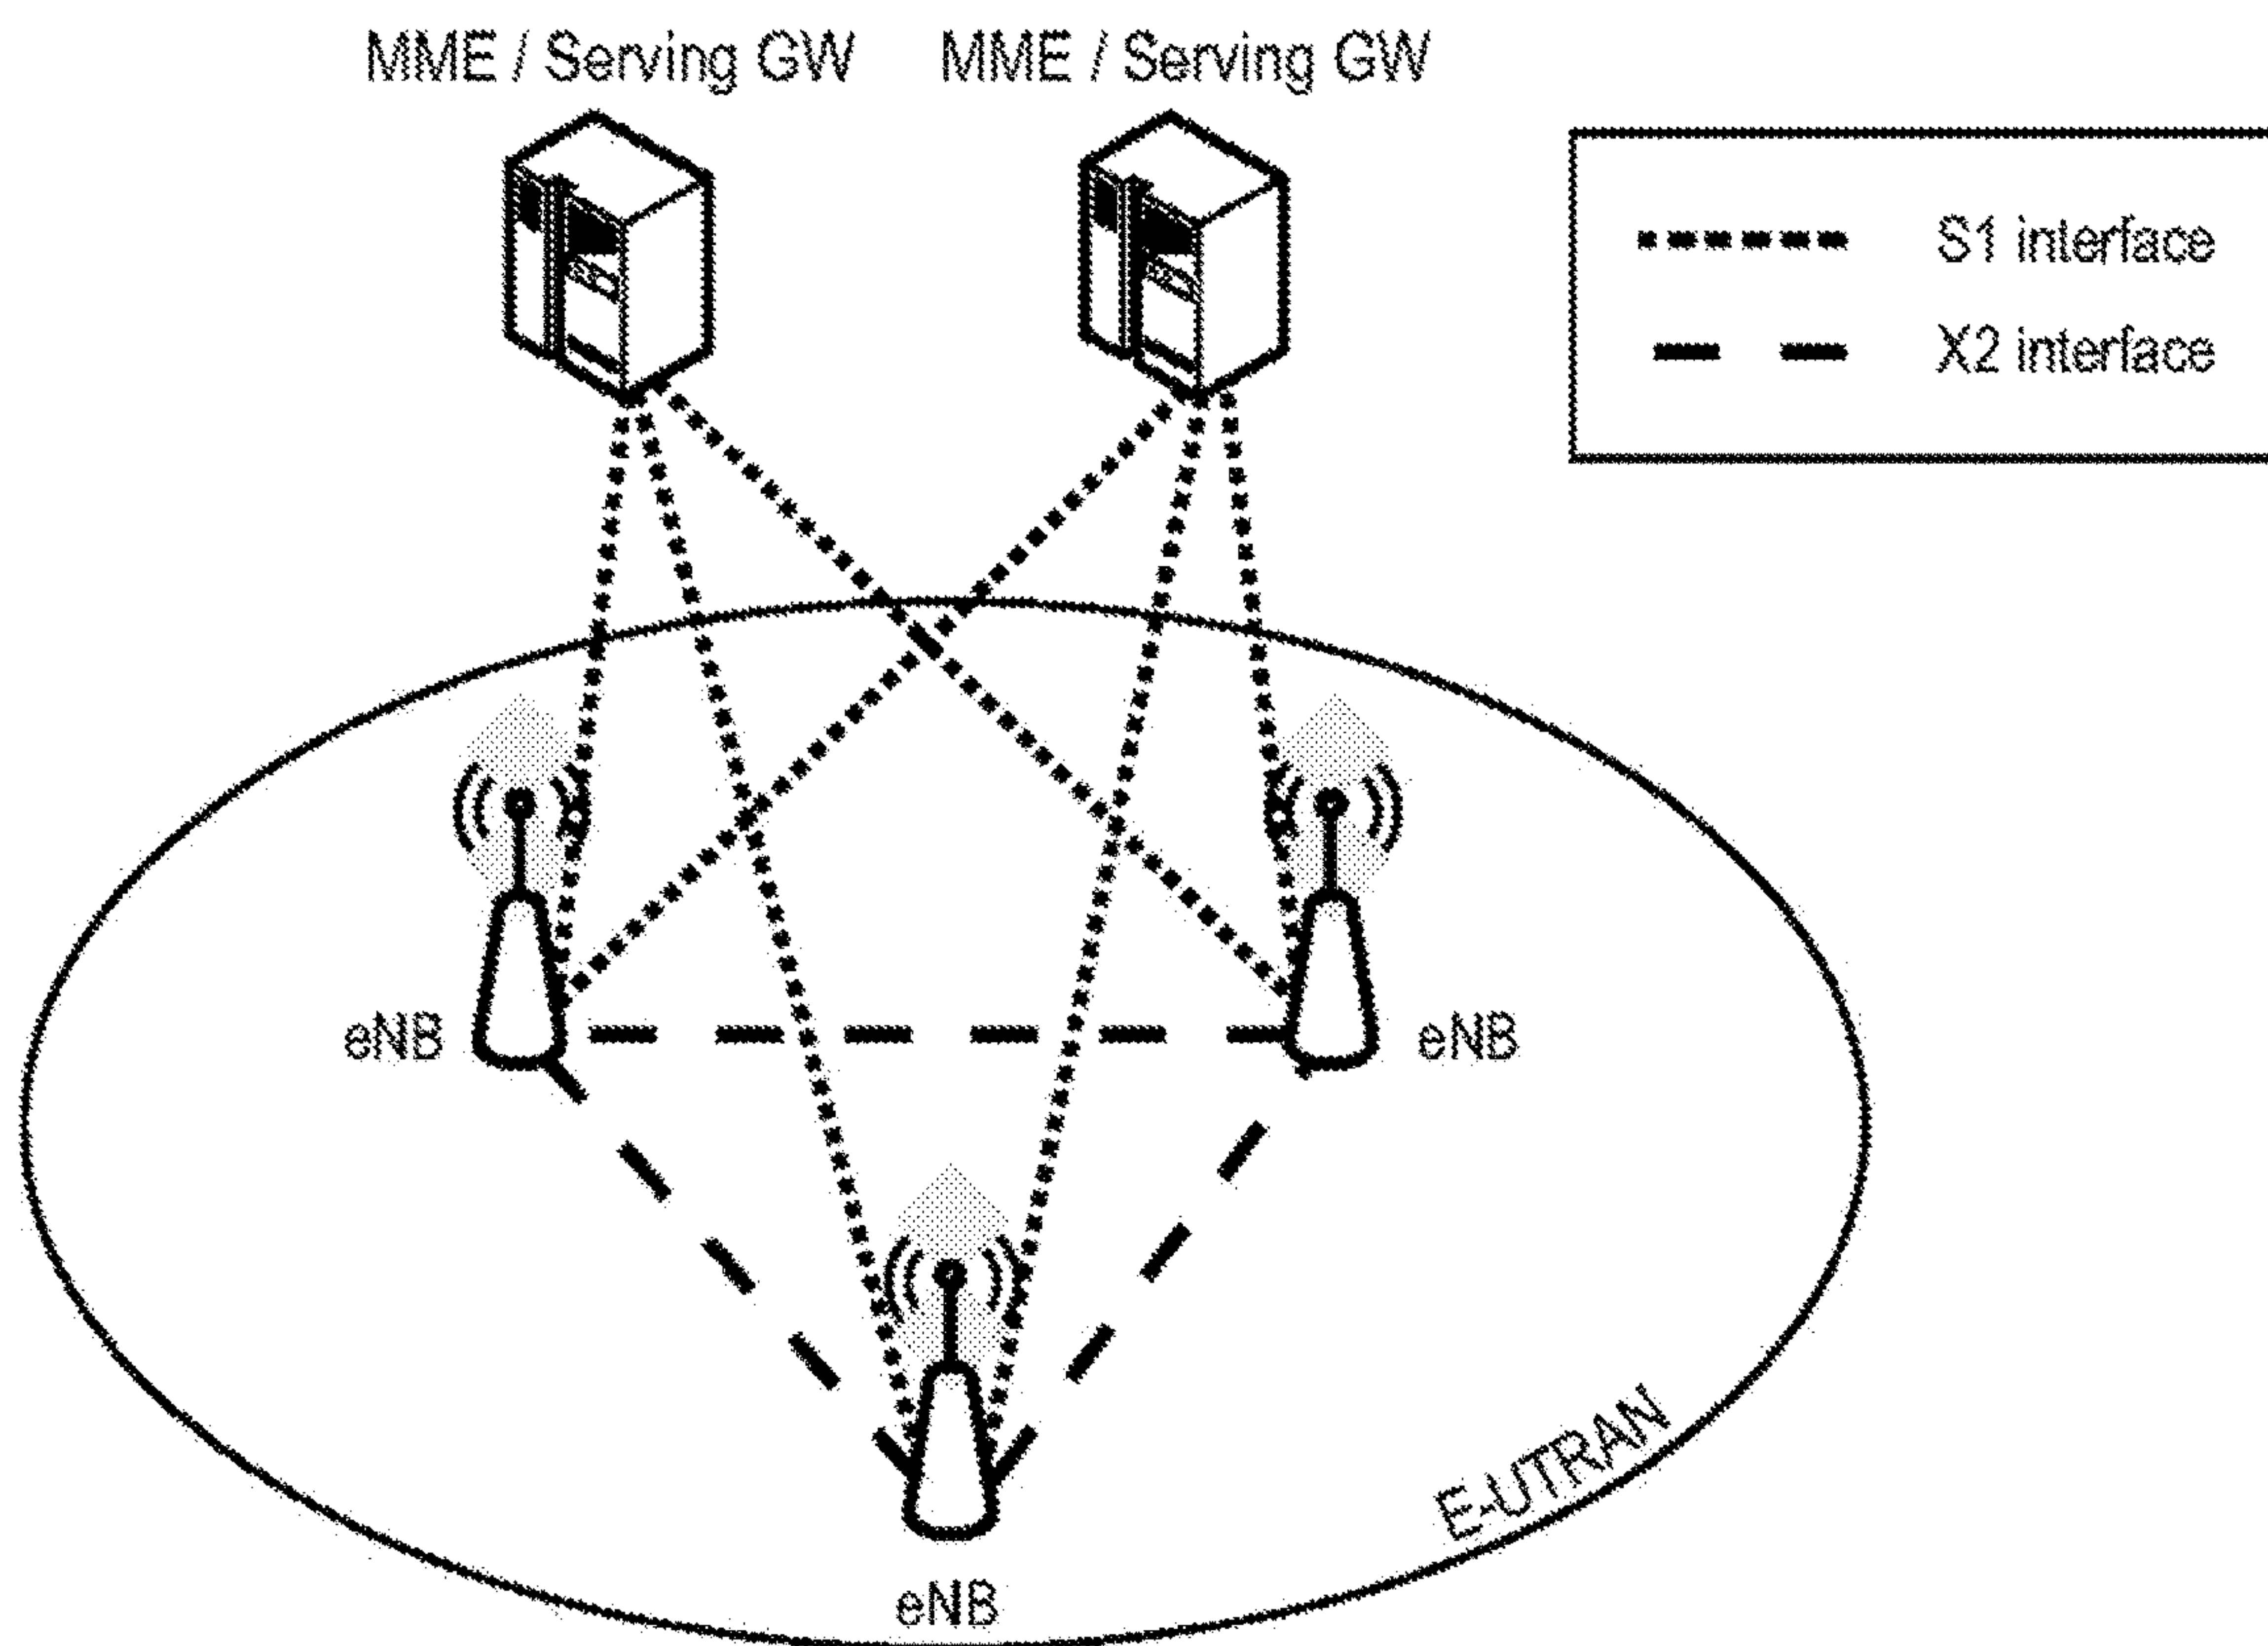 MME / Serving GW
MME / Serving GW
S1 interface
X2 interface
eNB
eNB
E-UTRAN
eNB